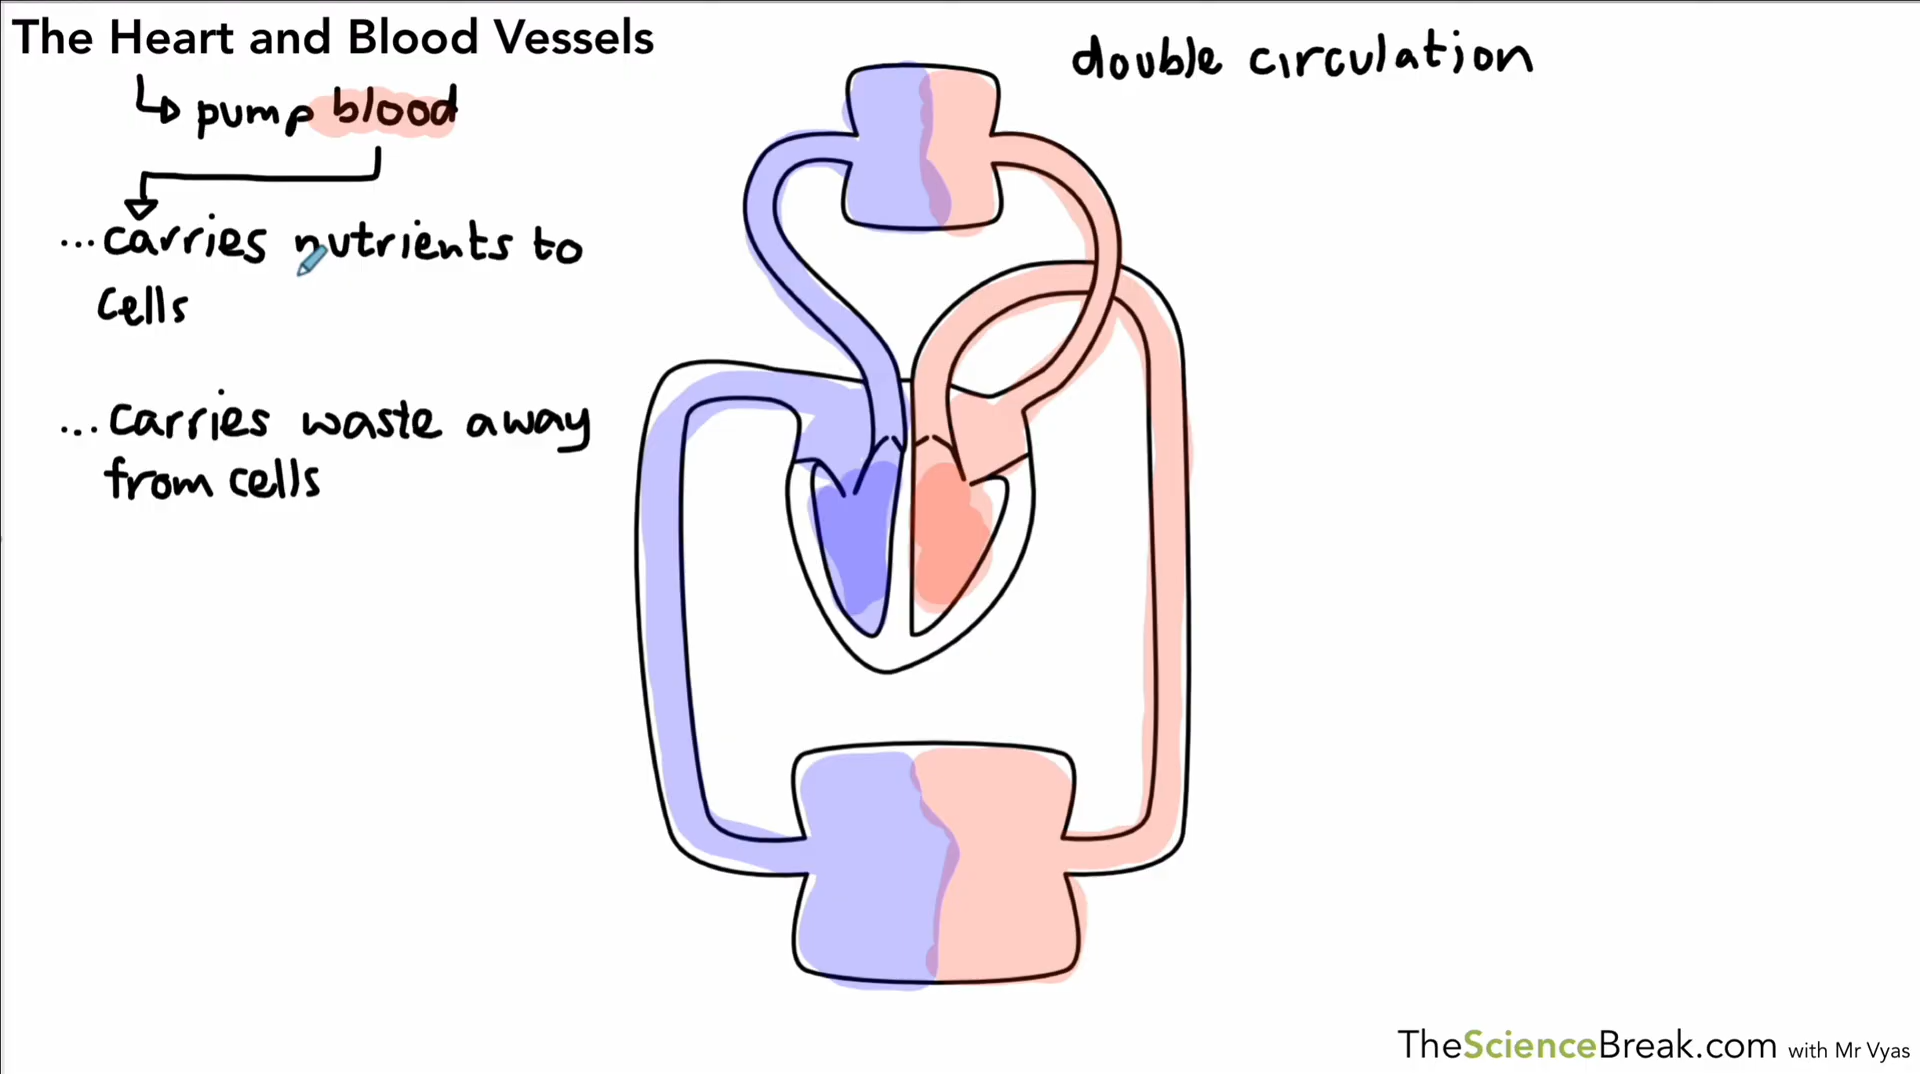 The Heart and Blood Vessels
pump blood
...carries nutrients to
cells
...carries waste away
from cells
double circulation
TheScienceBreak.com with Mr Vyas